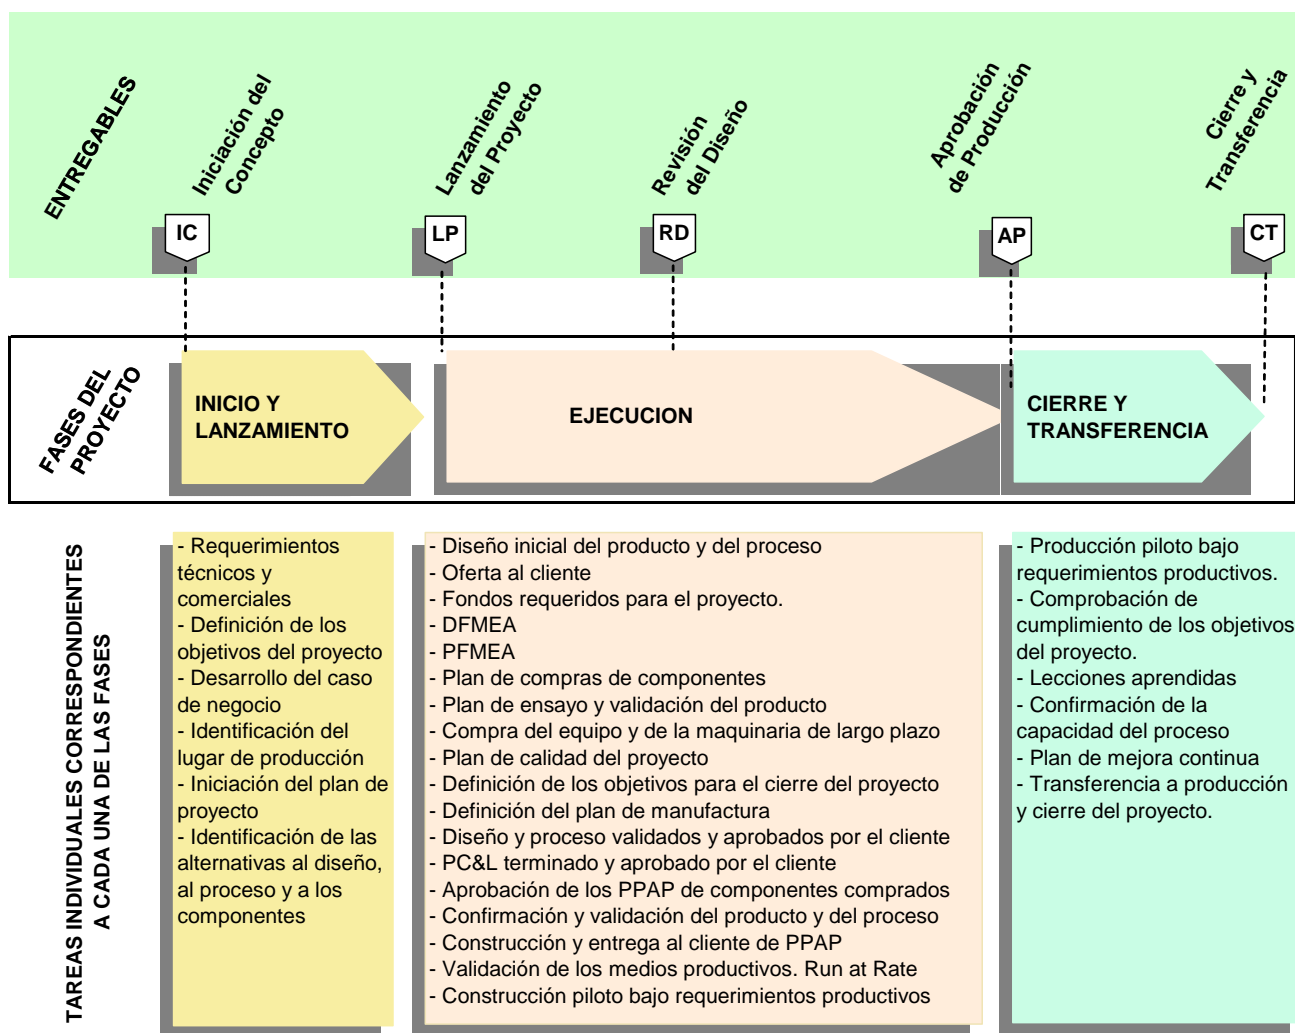 ENTREGABLES
Iniciación del
Concepto
Lanzamiento
del Proyecto
Revisión
del Diseño
Aprobación
de Producción
Cierre y
Transferencia
IC
LP
RD
AP
CT
FASES DEL
PROYECTO
INICIO Y
LANZAMIENTO
EJECUCION
CIERRE Y
TRANSFERENCIA
TAREAS INDIVIDUALES CORRESPONDIENTES
A CADA UNA DE LAS FASES
- Requerimientos
técnicos y
comerciales
- Definición de los
objetivos del proyecto
- Desarrollo del caso
de negocio
- Identificación del
lugar de producción
- Iniciación del plan de
proyecto
- Identificación de las
alternativas al diseño,
al proceso y a los
componentes
- Diseño inicial del producto y del proceso
- Oferta al cliente
- Fondos requeridos para el proyecto.
- DFMEA
- PFMEA
- Plan de compras de componentes
- Plan de ensayo y validación del producto
- Compra del equipo y de la maquinaria de largo plazo
- Plan de calidad del proyecto
- Definición de los objetivos para el cierre del proyecto
- Definición del plan de manufactura
- Diseño y proceso validados y aprobados por el cliente
- PC&L terminado y aprobado por el cliente
- Aprobación de los PPAP de componentes comprados
- Confirmación y validación del producto y del proceso
- Construcción y entrega al cliente de PPAP
- Validación de los medios productivos. Run at Rate
- Construcción piloto bajo requerimientos productivos
- Producción piloto bajo
requerimientos productivos.
- Comprobación de
cumplimiento de los objetivos
del proyecto.
- Lecciones aprendidas
- Confirmación de la
capacidad del proceso
- Plan de mejora continua
- Transferencia a producción
y cierre del proyecto.